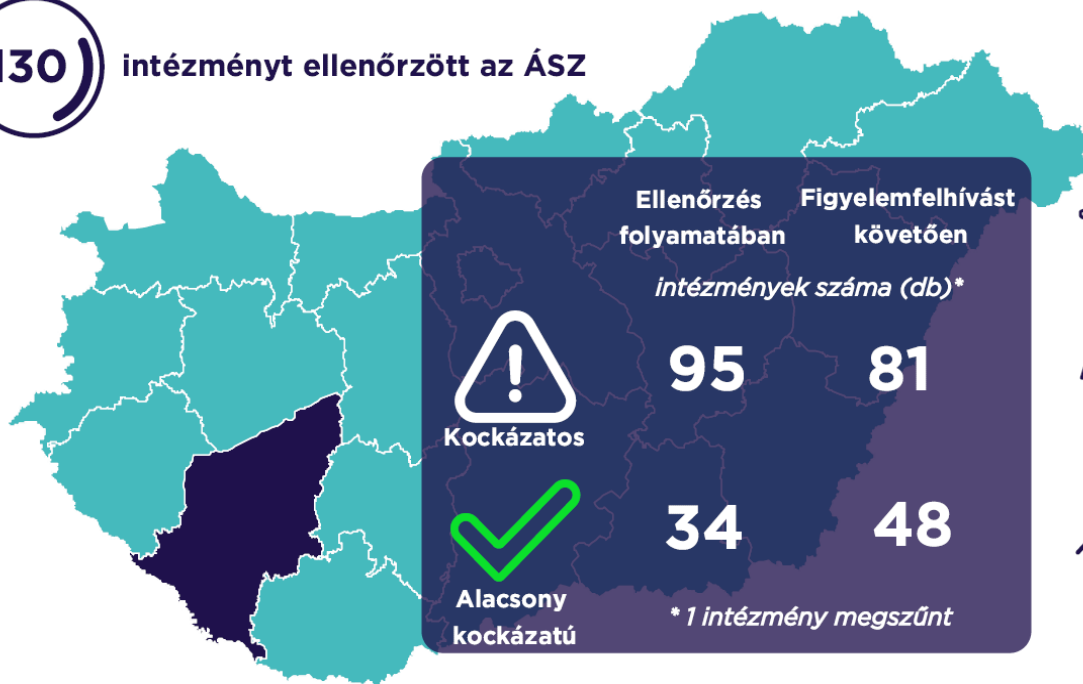 130 intézményt ellenőrzött az ÁSZ
Ellenőrzés
folyamatában
Figyelemfelhívást
követően
intézmények száma (db)*
95 81
Kockázatos
34 48
Alacsony
kockázatú
* 1 intézmény megszűnt